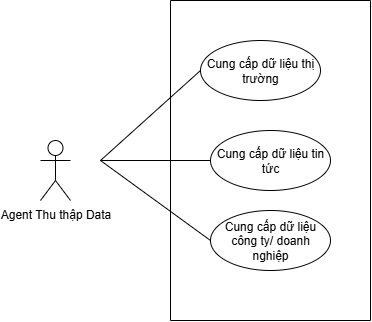 Cung cấp dữ liệu thị
trường
Cung cấp dữ liệu tin
tức
Agent Thu thập Data
Cung cấp dữ liệu
công ty/ doanh
nghiệp